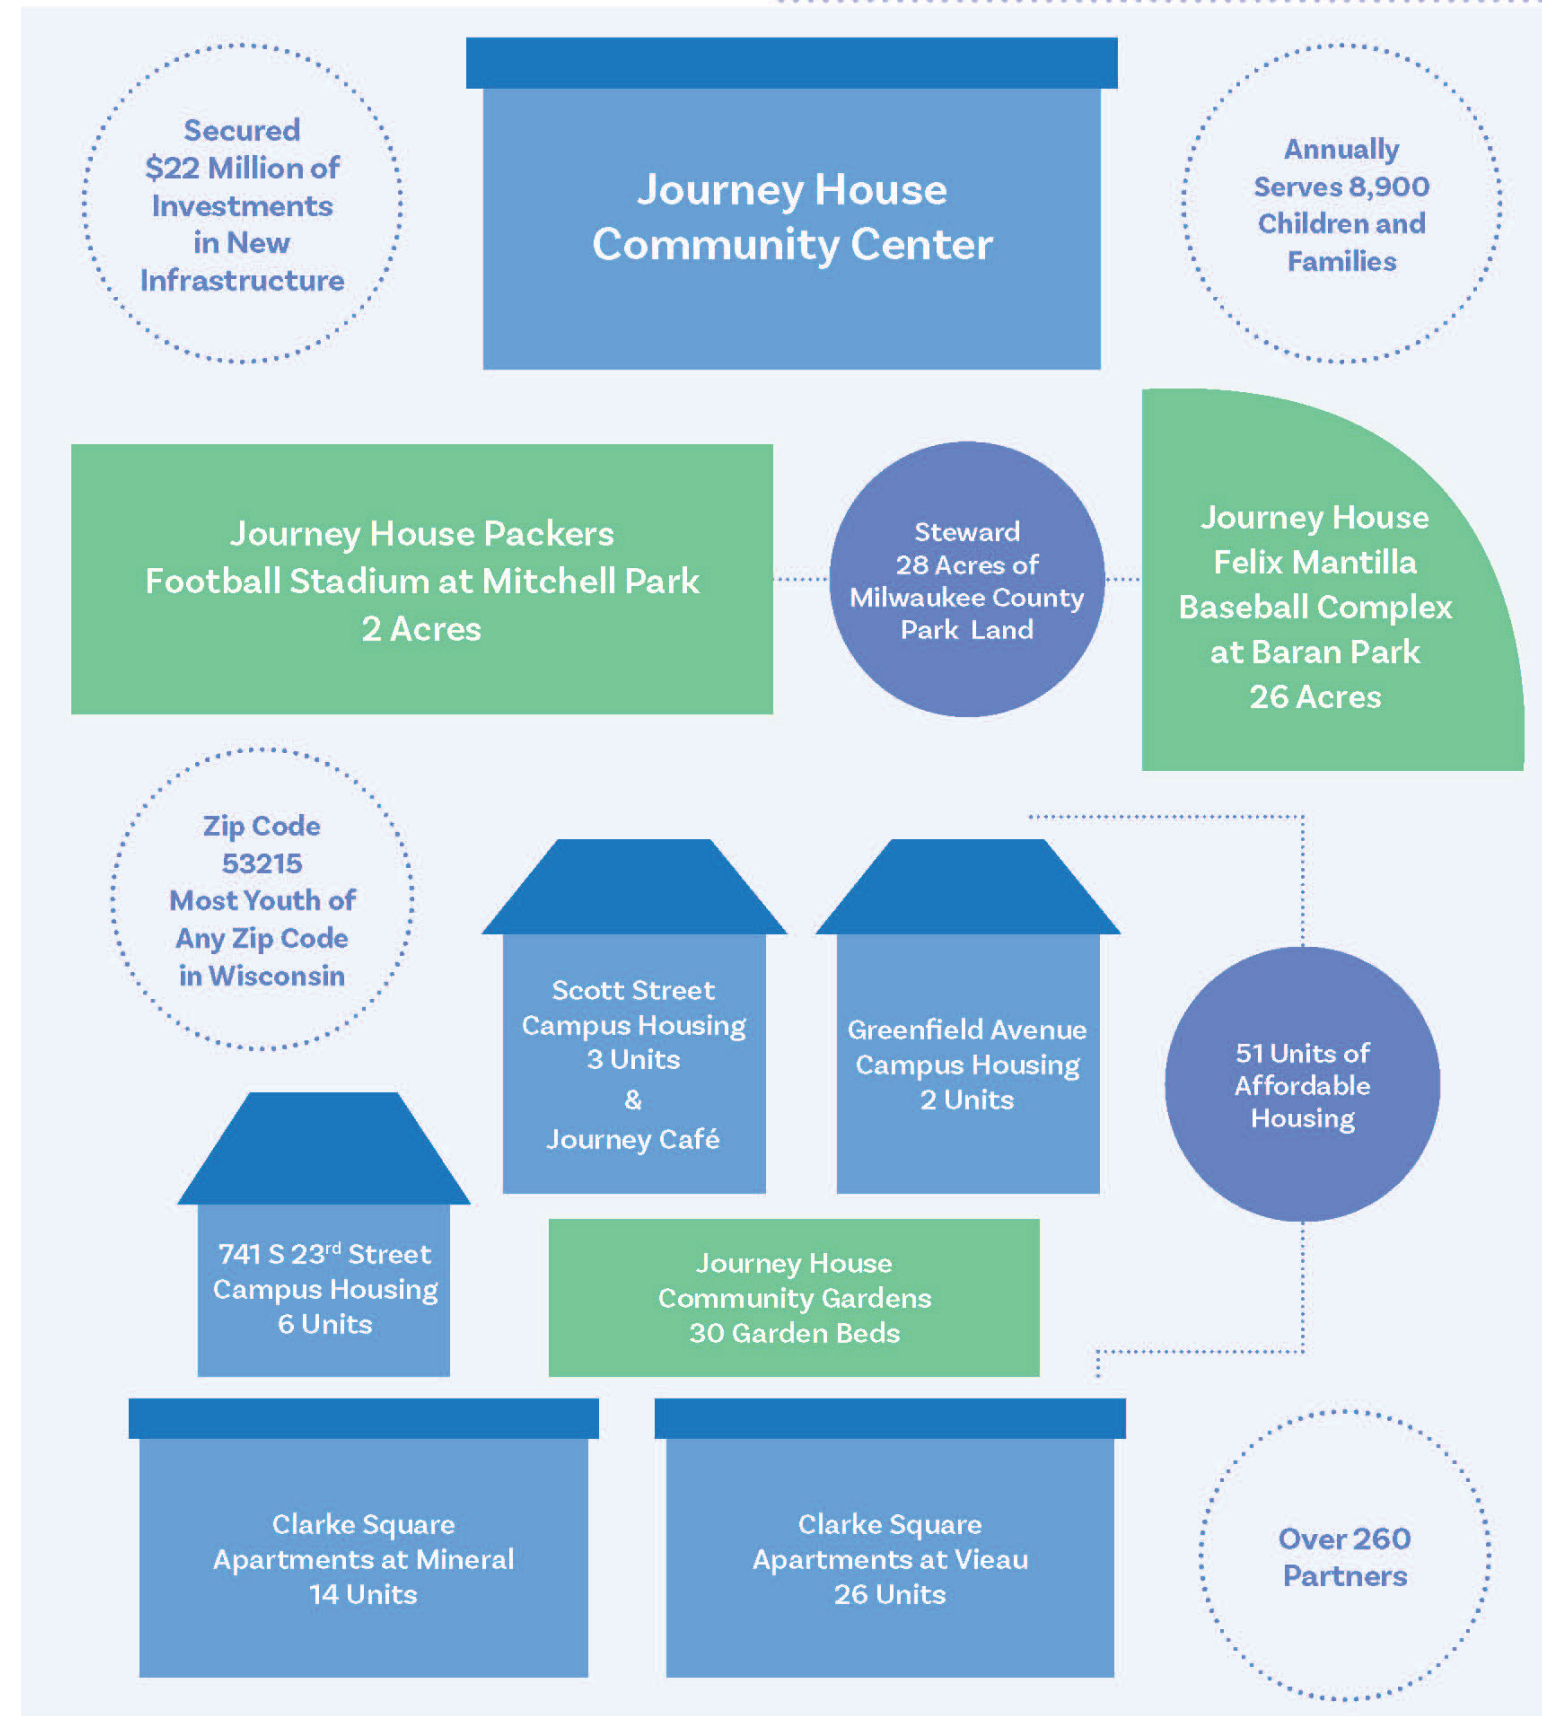 Secured
$22 Million of
Investments
in New
Infrastructure
Journey House
Community Center
Annually
Serves 8,900
Children and
Families
Journey House Packers
Football Stadium at Mitchell Park
2 Acres
Steward
28 Acres of
Milwaukee County
Park Land
Journey House
Felix Mantilla
Baseball Complex
at Baran Park
26 Acres
Zip Code
53215
Most Youth of
Any Zip Code
in Wisconsin
Scott Street
Campus Housing
3 Units
&
Journey Café
Greenfield Avenue
Campus Housing
2 Units
51 Units of
Affordable
Housing
741 S 23rd Street
Campus Housing
6 Units
Journey House
Community Gardens
30 Garden Beds
Clarke Square
Apartments at Mineral
14 Units
Clarke Square
Apartments at Vieau
26 Units
Over 260
Partners